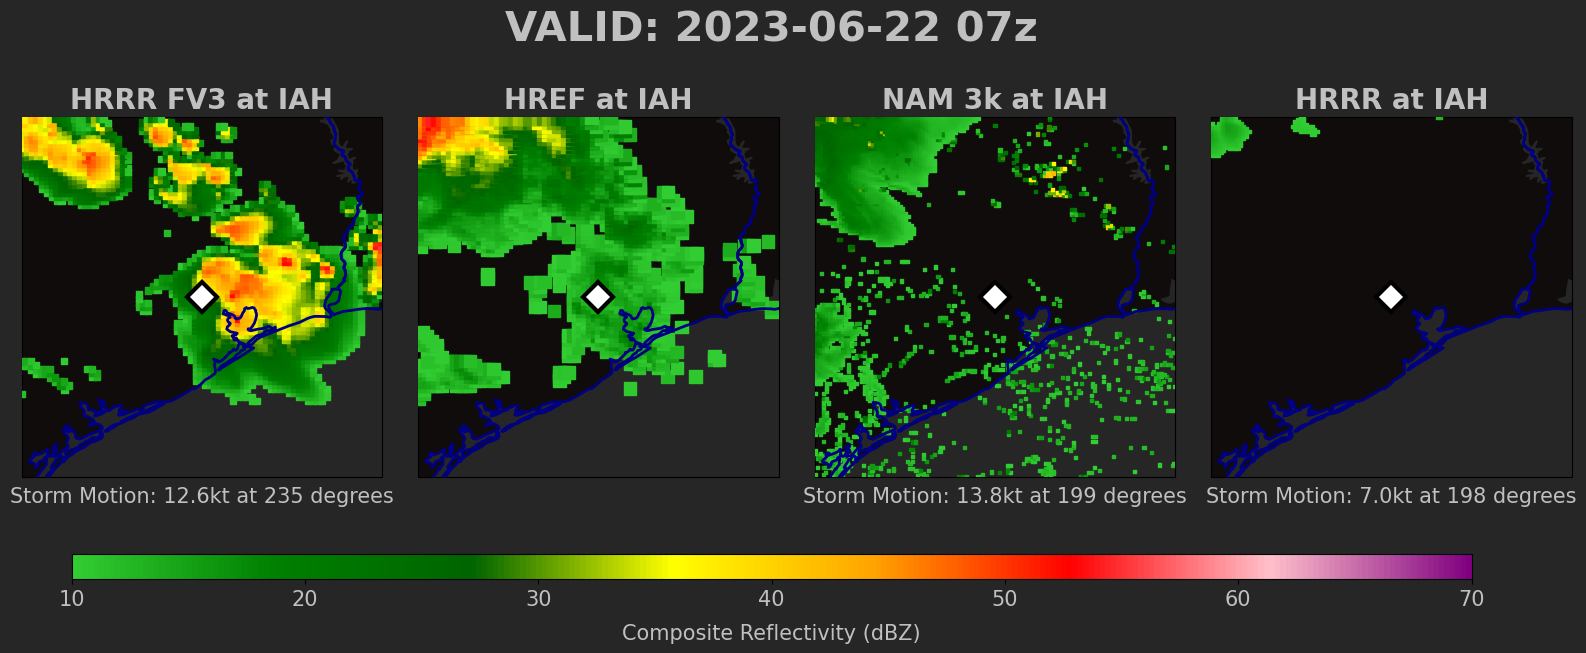 VALID: 2023-06-22 07z
HRRR FV3 at IAH
HREF at IAH
NAM 3k at IAH
HRRR at IAH
Storm Motion: 12.6kt at 235 degrees
Storm Motion: 13.8kt at 199 degrees
Storm Motion: 7.0kt at 198 degrees
10 20 30 40 50 60 70
Composite Reflectivity (dBZ)